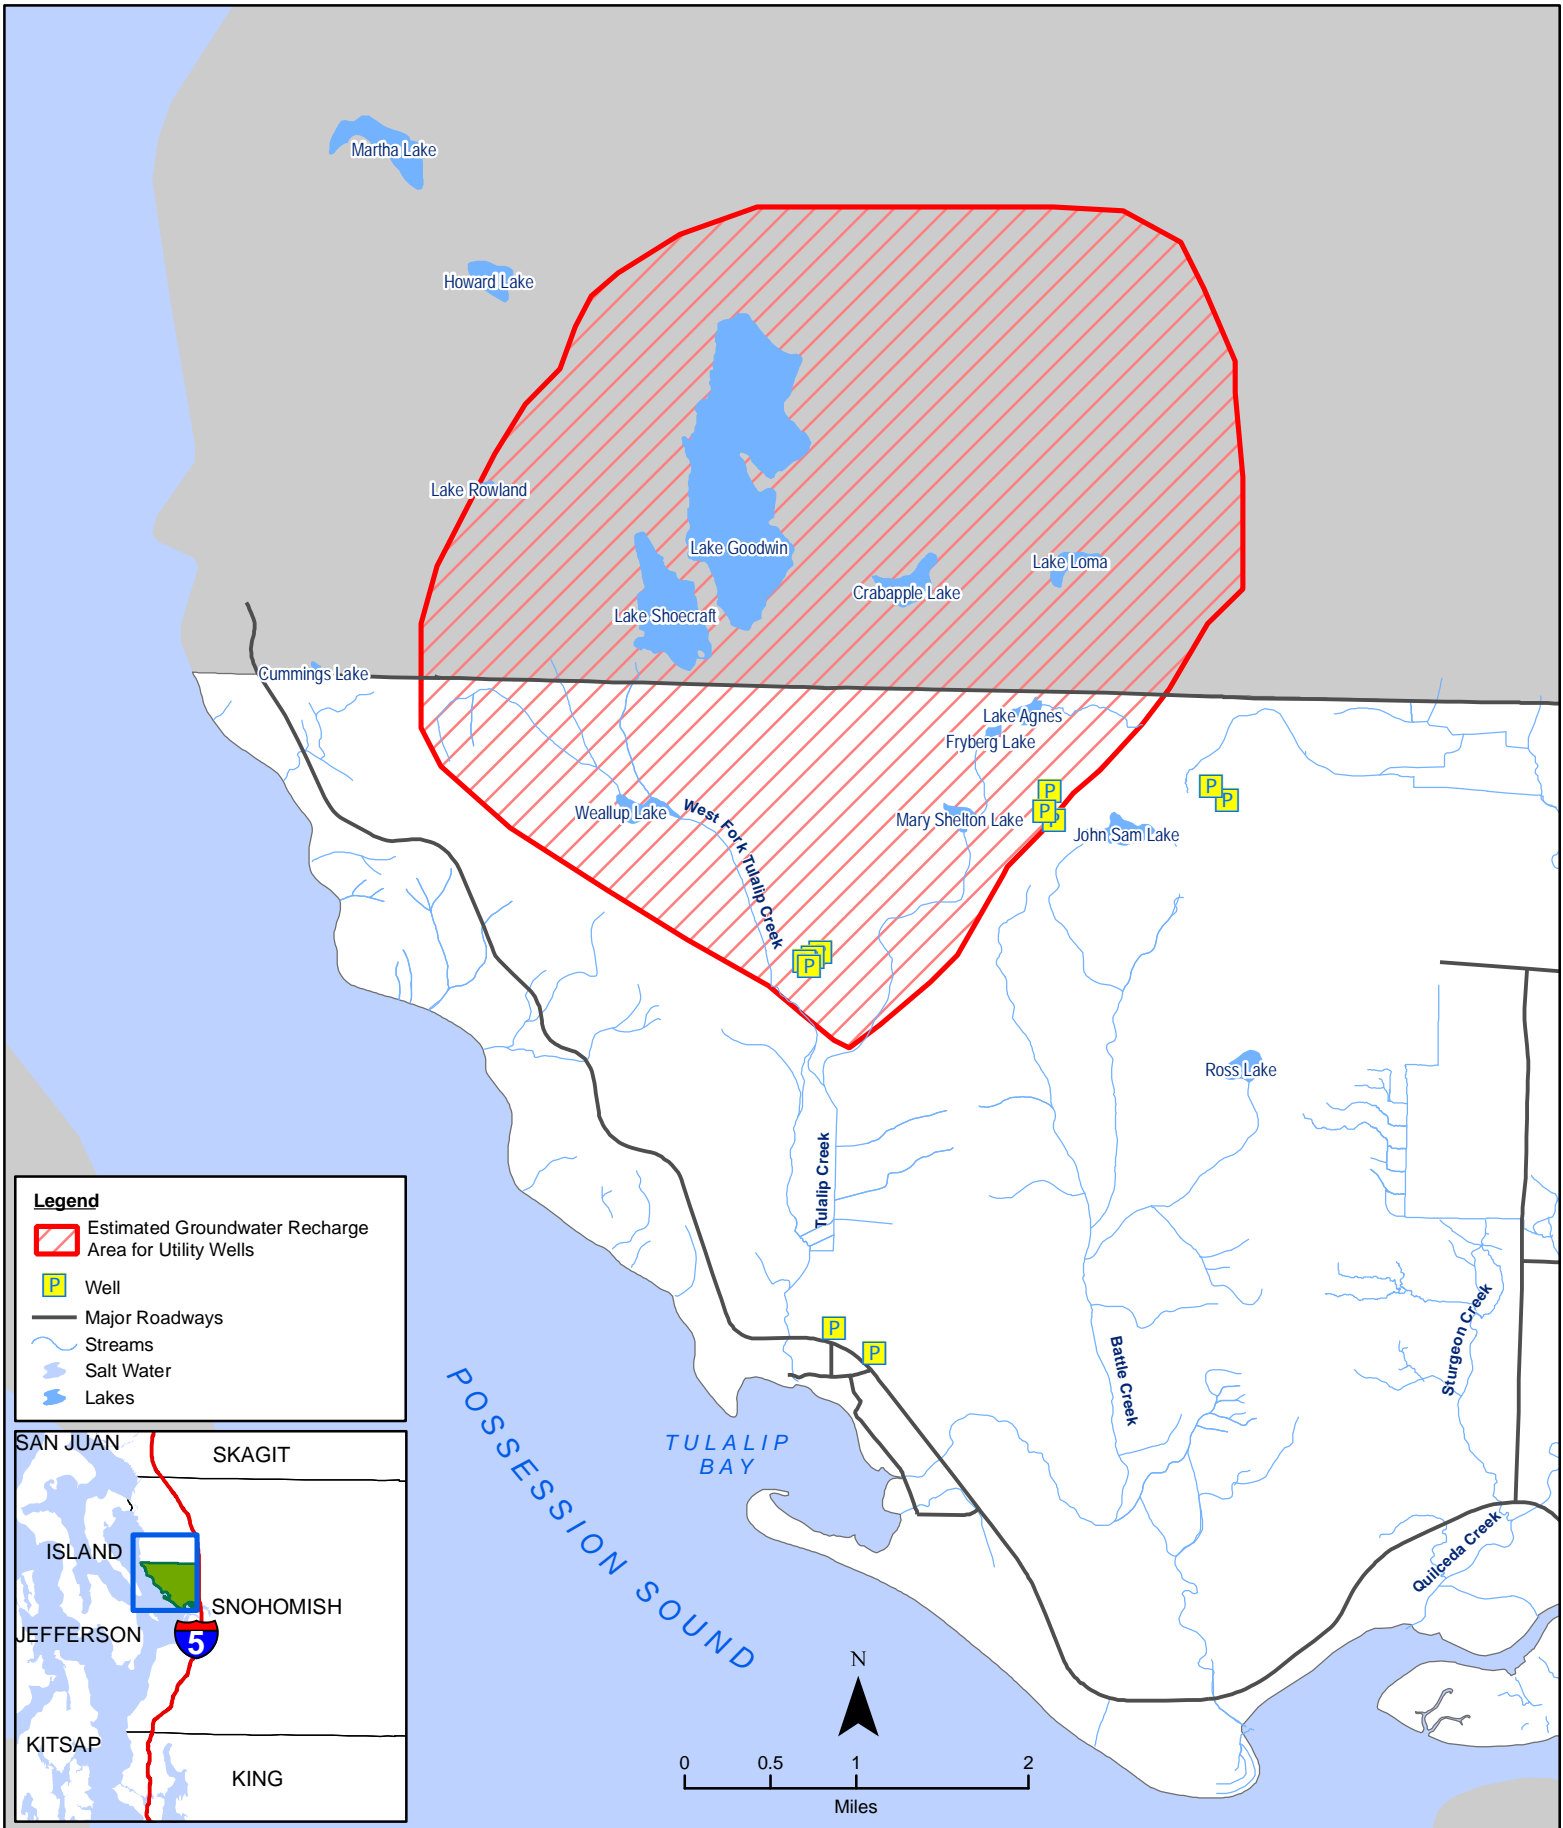 Martha Lake
Howard Lake
Lake Rowland
Lake Goodwin
Lake Loma
Crabapple Lake
Lake Shoecraft
Cummings Lake
Lake Agnes
Fryberg Lake
P
P
P
P
P
Weallup Lake
West Fork Tulalip Creek
Mary Shelton Lake
John Sam Lake
P
Ross Lake
Tulalip Creek
Legend
Estimated Groundwater Recharge
Area for Utility Wells
P Well
Major Roadways
Streams
Salt Water
Lakes
P
P
Battle Creek
Sturgeon Creek
Quilceda Creek
POSSESSION SOUND
TULALIP
BAY
SAN JUAN
SKAGIT
ISLAND
SNOHOMISH
JEFFERSON
5
KITSAP
KING
N
0 0.5 1 2
Miles